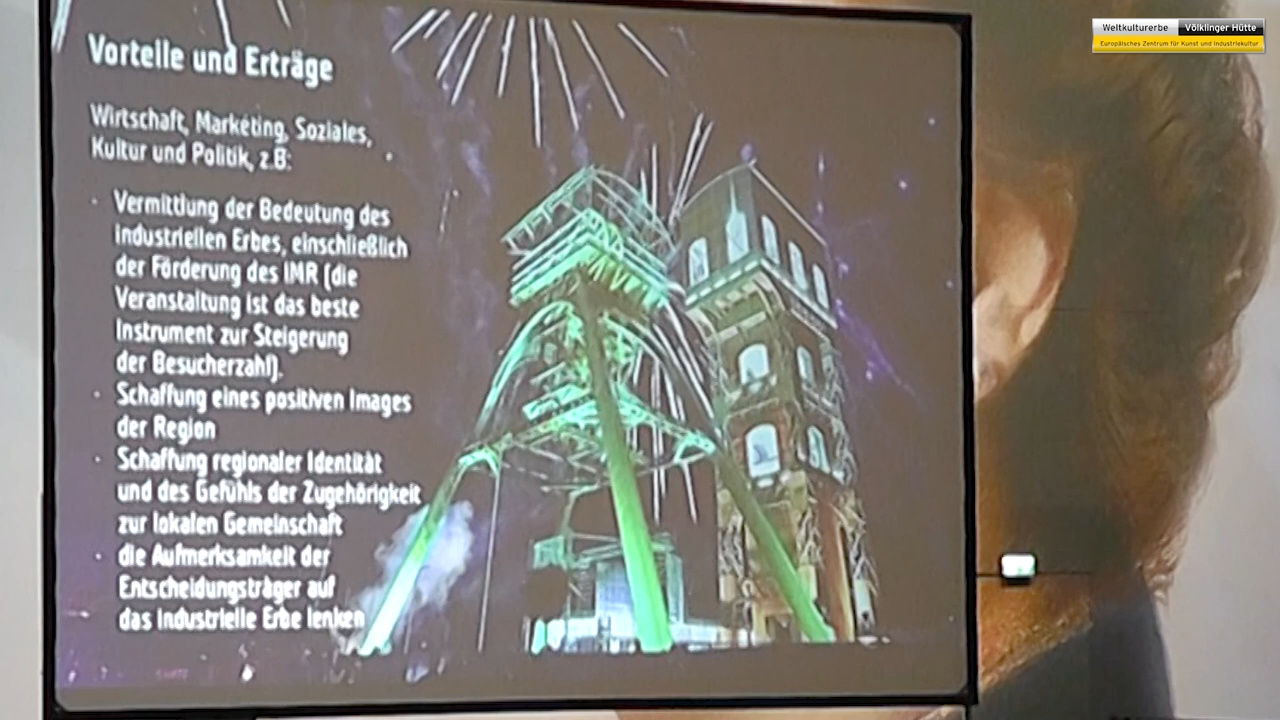 Weltkulturerbe Völklinger Hütte
Europäisches Zentrum für Kunst und Industriekultur
Vorteile und Erträge
Wirtschaft, Marketing, Soziales,
Kultur und Politik, z.B:
· Vermittlung der Bedeutung des
industriellen Erbes, einschließlich
der Förderung des IMR (die
Veranstaltung ist das beste
Instrument zur Steigerung
der Besucherzahl).
· Schaffung eines positiven Images
der Region
· Schaffung regionaler Identität
und des Gefühls der Zugehörigkeit
zur lokalen Gemeinschaft
· die Aufmerksamkeit der
Entscheidungsträger auf
das industrielle Erbe lenken